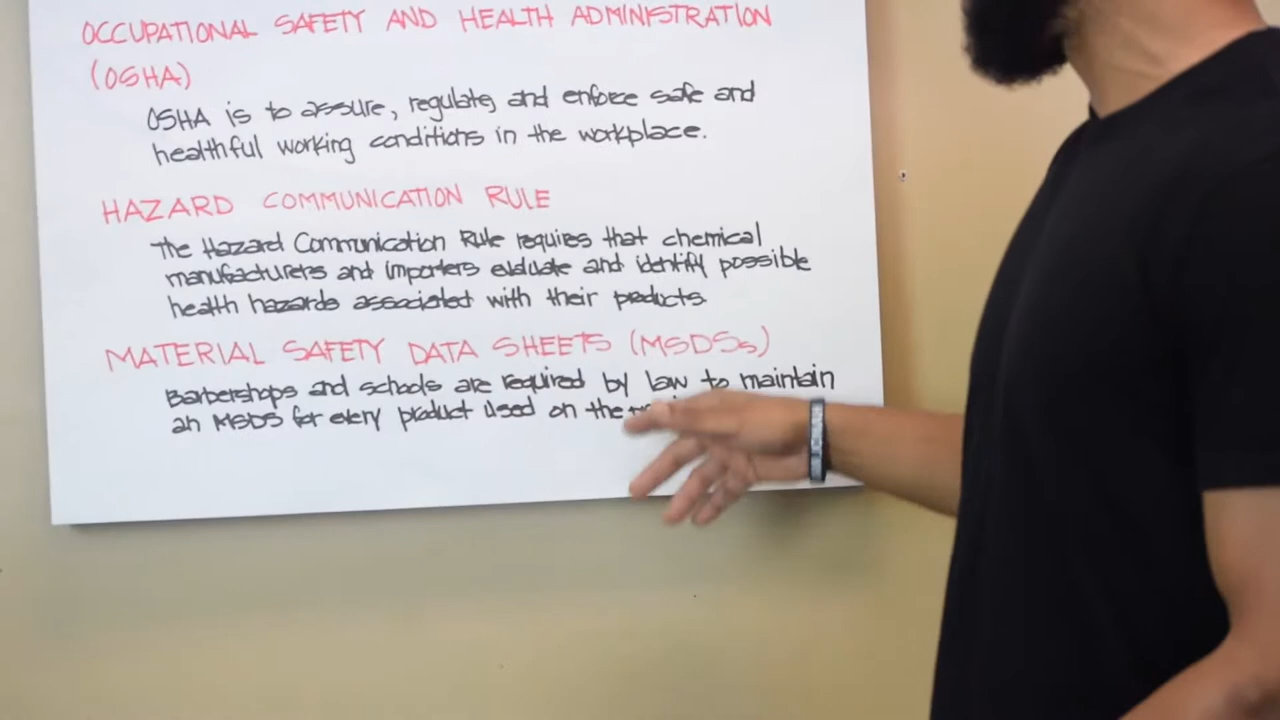 OCCUPATIONAL SAFETY AND HEALTH ADMINISTRATION
(OSHA)
OSHA is to assure, regulate, and enforce safe and
healthful working conditions in the workplace.
HAZARD COMMUNICATION RULE
The Hazard Communication Rule requires that chemical
manufacturers and importers evaluate and identify possible
health hazards associated with their products.
MATERIAL SAFETY DATA SHEETS (MSDSs)
Barbershops and schools are required by law to maintain
an MSDS for every product used on the